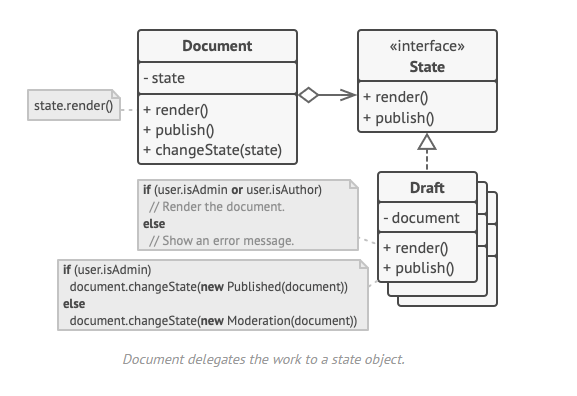 Document
- state
+ render()
+ publish()
+ changeState(state)
«interface»
State
+ render()
+ publish()
state.render()
Draft
- document
+ render()
+ publish()
if (user.isAdmin or user.isAuthor)
// Render the document.
else
// Show an error message.
if (user.isAdmin)
document.changeState(new Published(document))
else
document.changeState(new Moderation(document))
Document delegates the work to a state object.